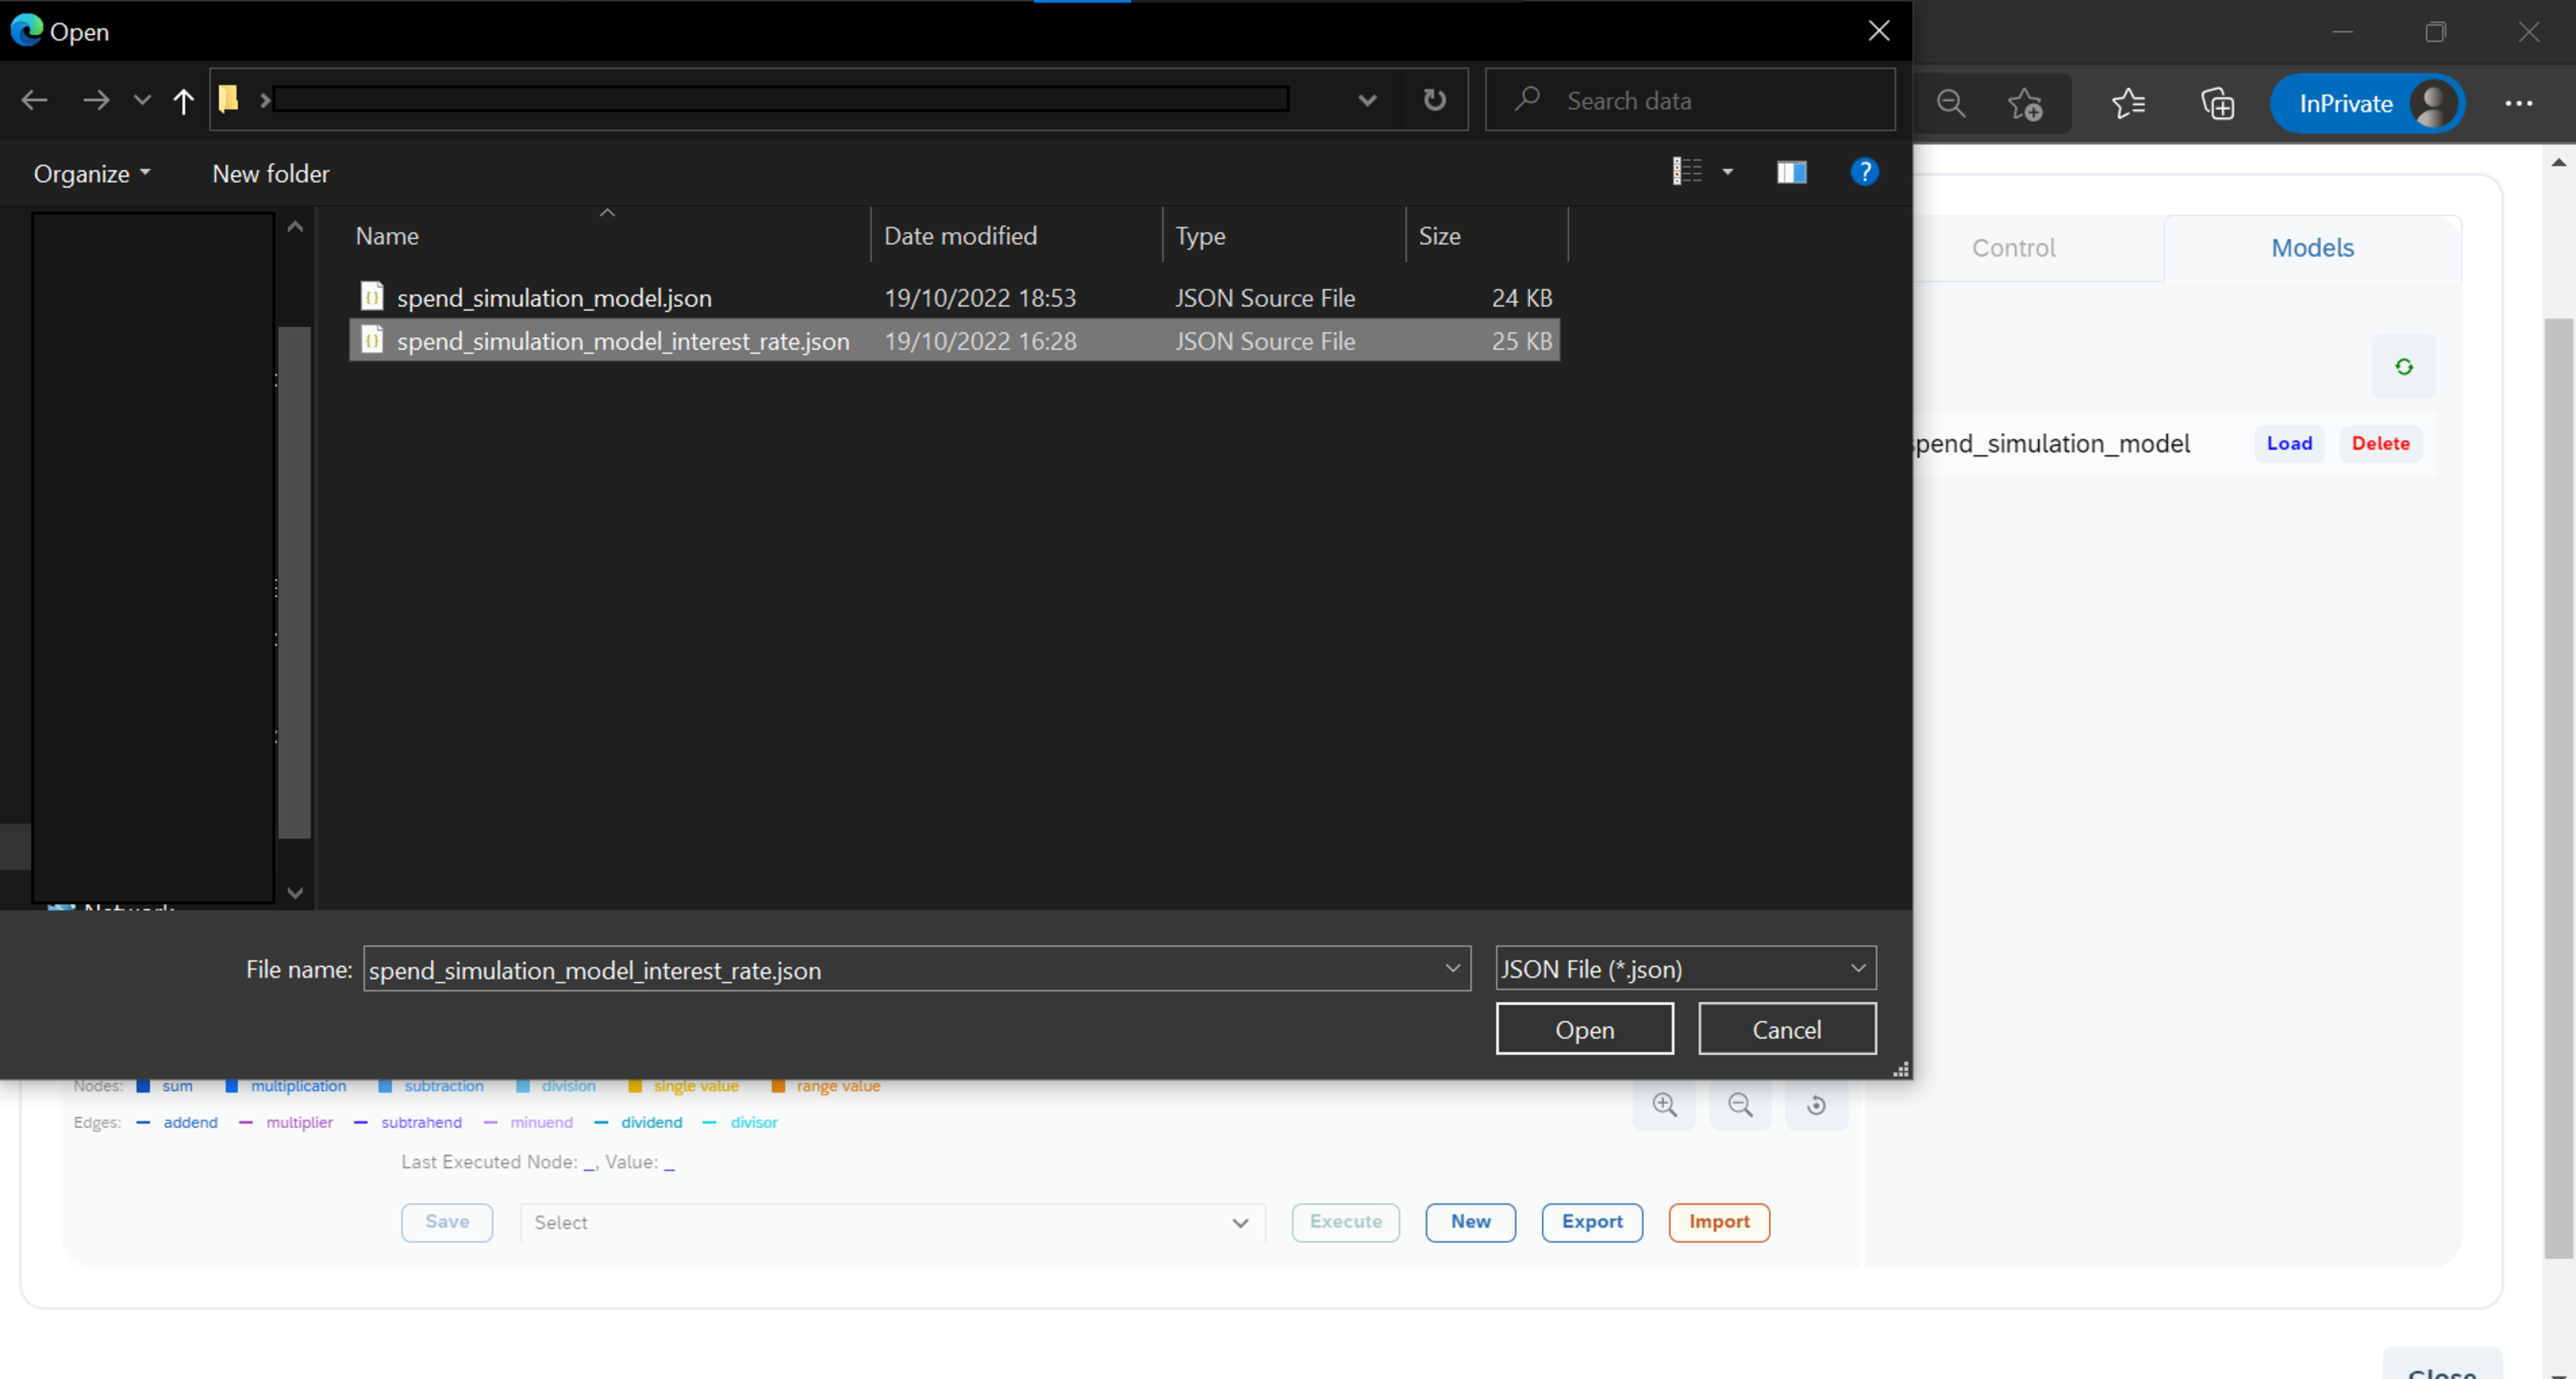 Open
Search data
InPrivate
Organize
New folder
Name
Date modified
Type
Size
spend_simulation_model.json 19/10/2022 18:53 JSON Source File 24 KB
spend_simulation_model_interest_rate.json 19/10/2022 16:28 JSON Source File 25 KB
Network
File name: spend_simulation_model_interest_rate.json
JSON File (*.json)
Open
Cancel
Control
Models
spend_simulation_model
Load
Delete
Nodes: sum multiplication subtraction division single value range value
Edges: addend multiplier subtrahend minuend dividend divisor
Last Executed Node: _, Value: _
Save
Select
Execute
New
Export
Import
Close